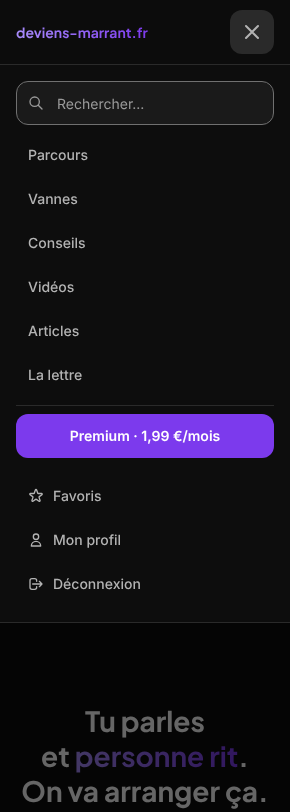 deviens-marrant.fr
Rechercher...
Parcours
Vannes
Conseils
Vidéos
Articles
La lettre
Premium · 1,99 €/mois
Favoris
Mon profil
Déconnexion
Tu parles
et personne rit.
On va arranger ça.